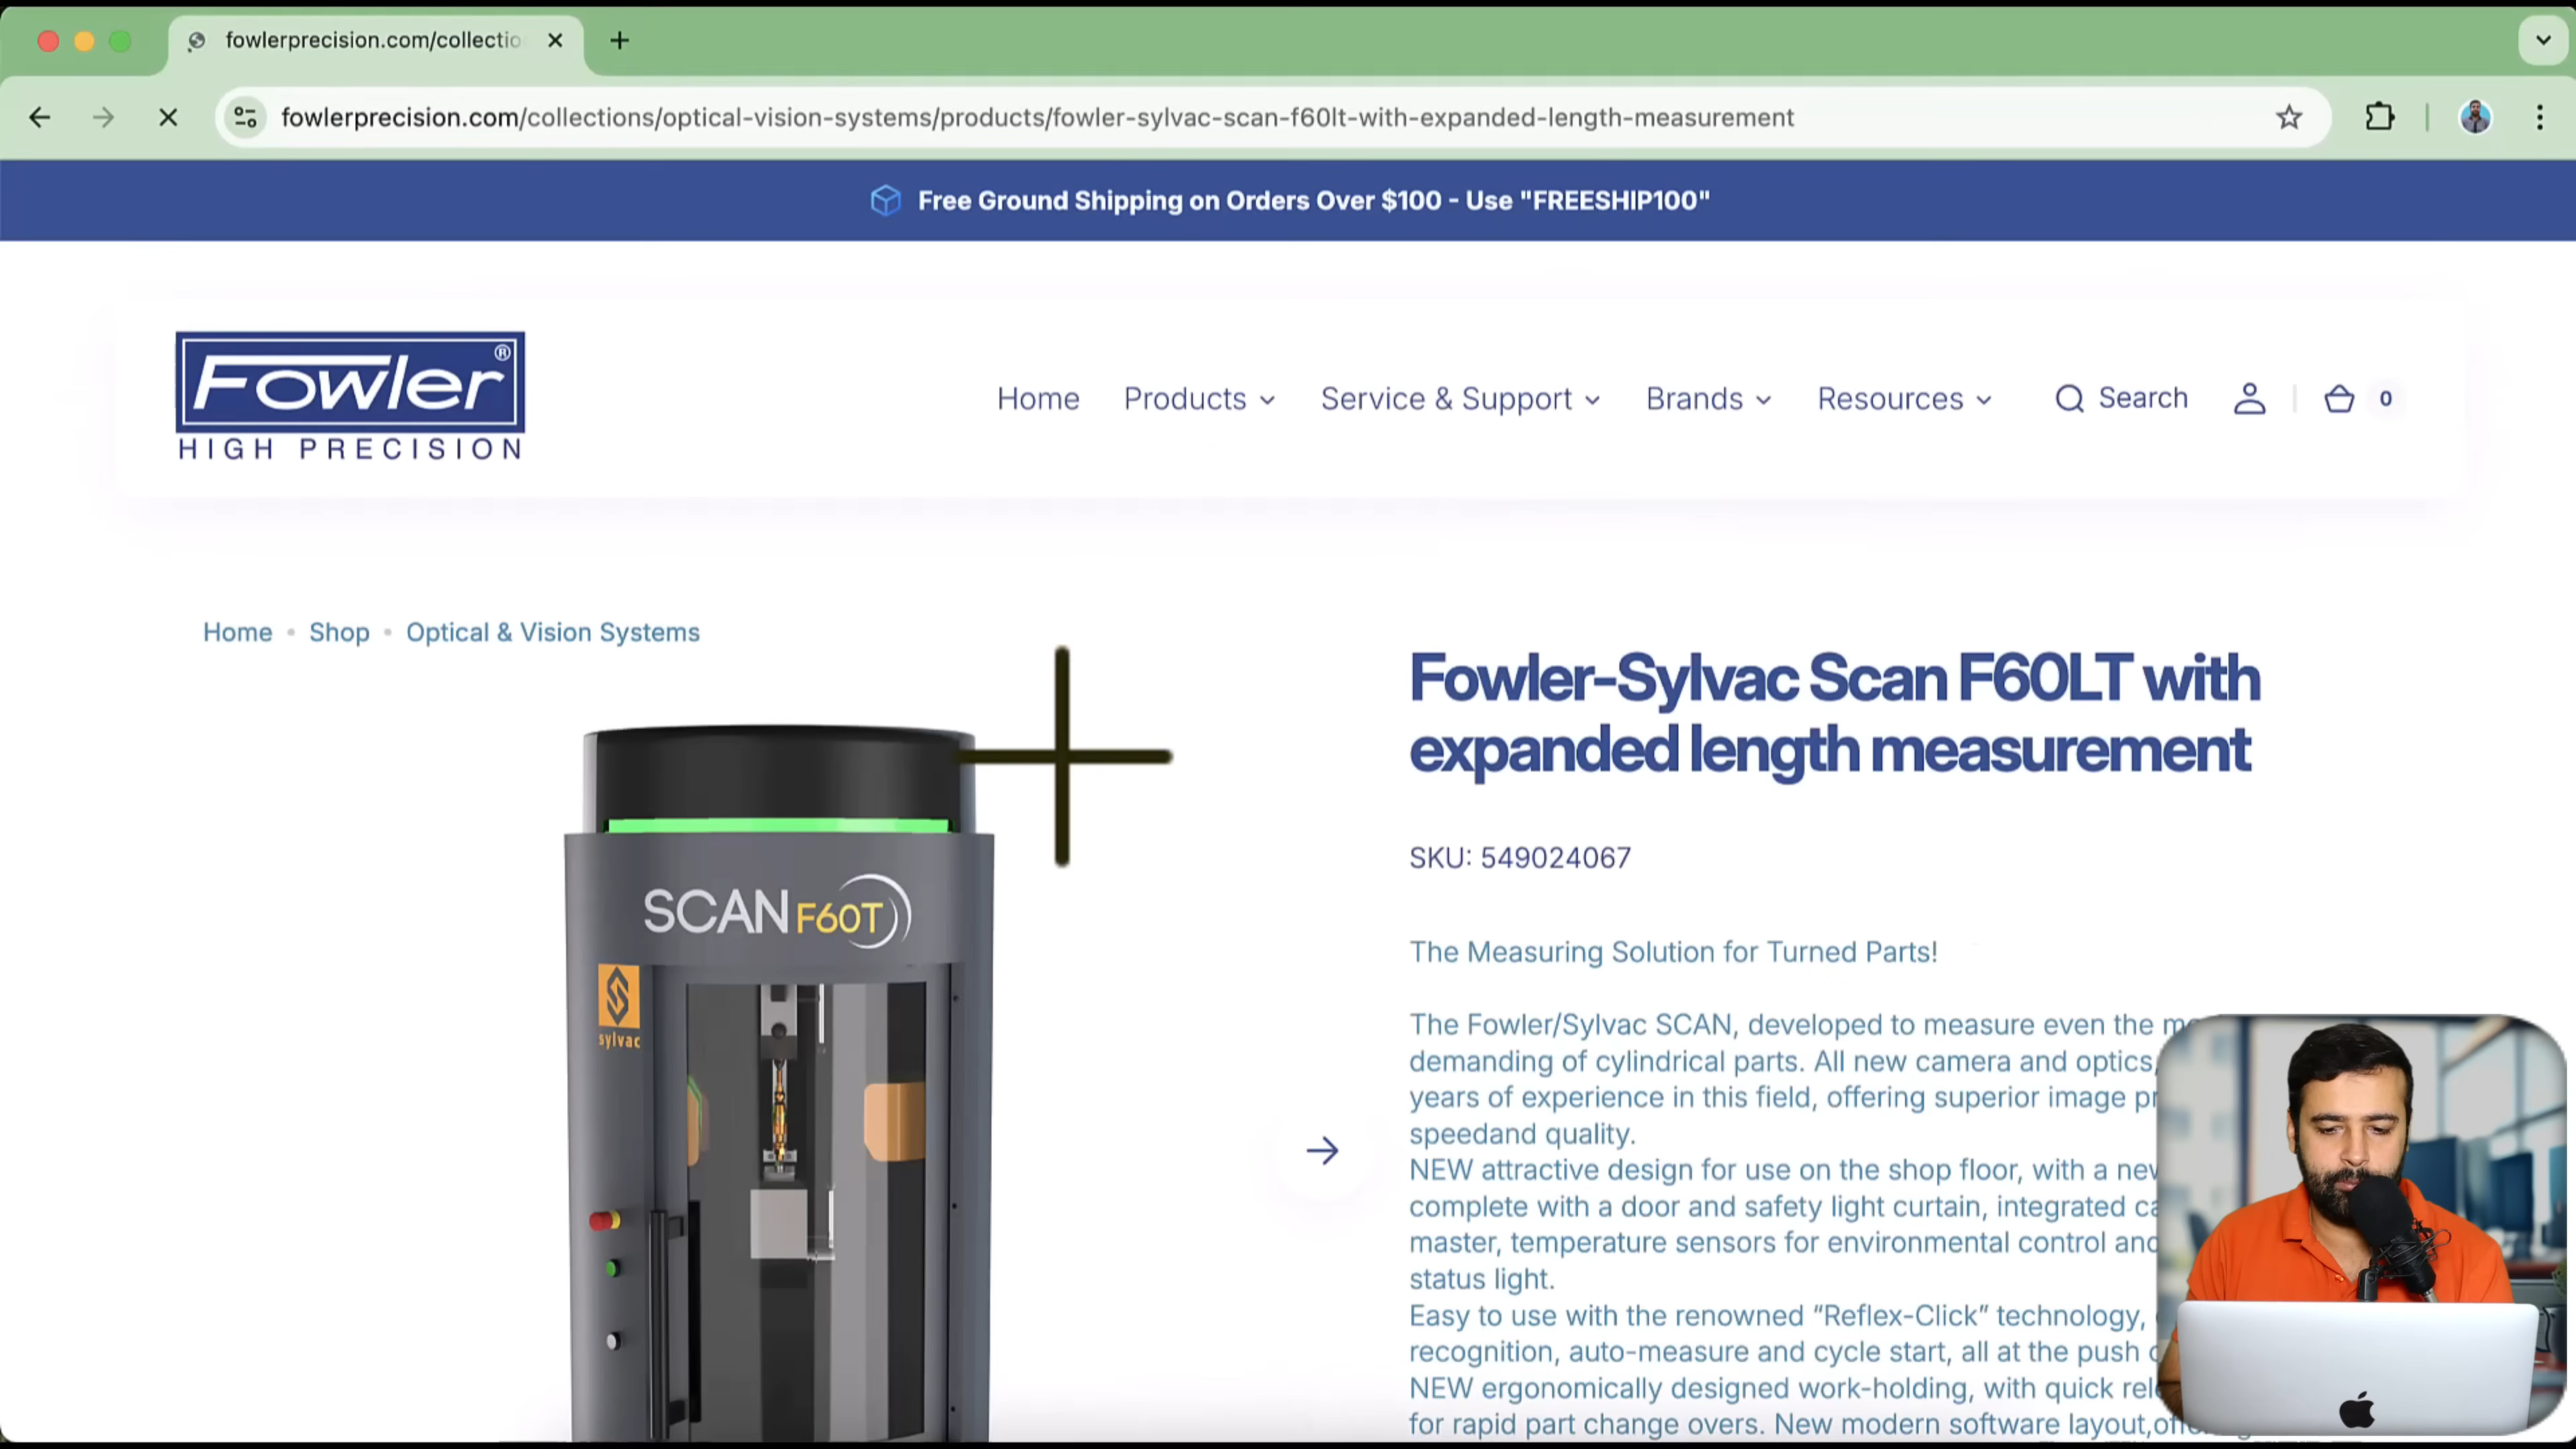 fowlerprecision.com/collectio
fowlerprecision.com/collections/optical-vision-systems/products/fowler-sylvac-scan-f60lt-with-expanded-length-measurement
Free Ground Shipping on Orders Over $100 - Use "FREESHIP100"
Fowler®
HIGH PRECISION
Home Products Service & Support Brands Resources Search 0
Home • Shop • Optical & Vision Systems
Fowler-Sylvac Scan F60LT with
expanded length measurement
SKU: 549024067
SCAN F60T
sylvac
The Measuring Solution for Turned Parts!
The Fowler/Sylvac SCAN, developed to measure even the
demanding of cylindrical parts. All new camera and optics,
years of experience in this field, offering superior image
speedand quality.
NEW attractive design for use on the shop floor, with a
complete with a door and safety light curtain, integrated
master, temperature sensors for environmental control
status light.
Easy to use with the renowned “Reflex-Click” technology,
recognition, auto-measure and cycle start, all at the push
NEW ergonomically designed work-holding, with quick
for rapid part change overs. New modern software layout,